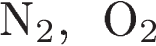 N₂, O₂